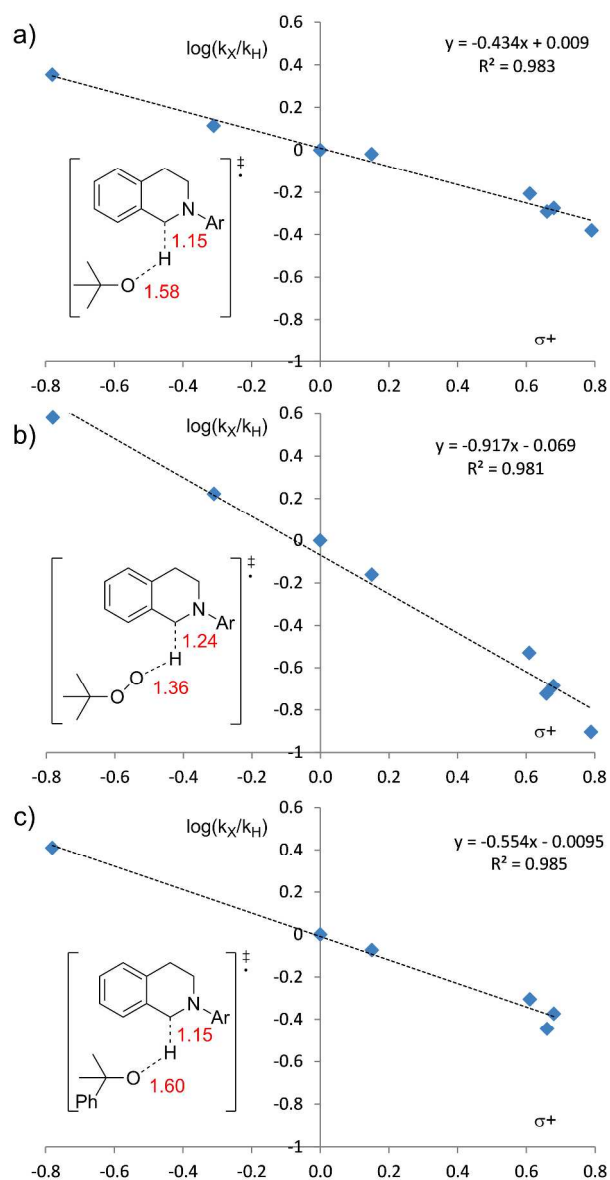 a)
log(kX/kH)
y = -0.434x + 0.009
R² = 0.983
0.6
0.4
0.2
0
-0.2
-0.4
-0.6
-0.8
-1
‡
•
N
Ar
H
1.15
O
1.58
σ+
-0.8 -0.6 -0.4 -0.2 0.0 0.2 0.4 0.6 0.8
b)
log(kX/kH)
y = -0.917x - 0.069
R² = 0.981
0.6
0.4
0.2
0
-0.2
-0.4
-0.6
-0.8
-1
‡
•
N
Ar
H
1.24
O
O
1.36
σ+
-0.8 -0.6 -0.4 -0.2 0.0 0.2 0.4 0.6 0.8
c)
log(kX/kH)
y = -0.554x - 0.0095
R² = 0.985
0.6
0.4
0.2
0
-0.2
-0.4
-0.6
-0.8
-1
‡
•
N
Ar
H
1.15
O
1.60
Ph
σ+
-0.8 -0.6 -0.4 -0.2 0.0 0.2 0.4 0.6 0.8